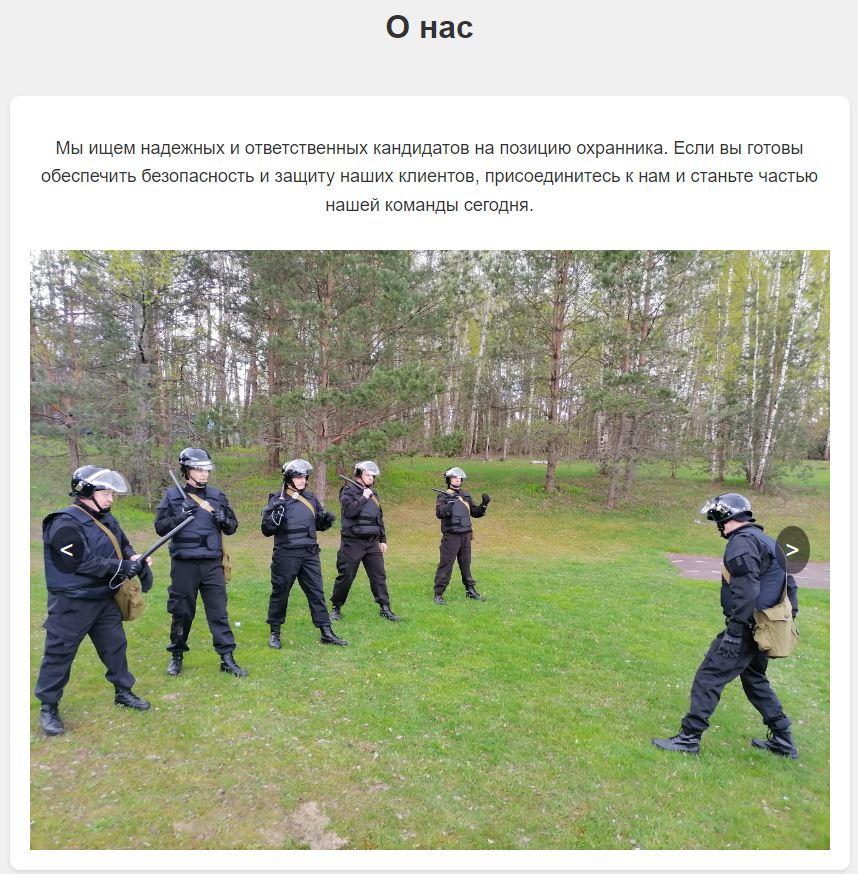 О нас
Мы ищем надежных и ответственных кандидатов на позицию охранника. Если вы готовы
обеспечить безопасность и защиту наших клиентов, присоединитесь к нам и станьте частью
нашей команды сегодня.
< >